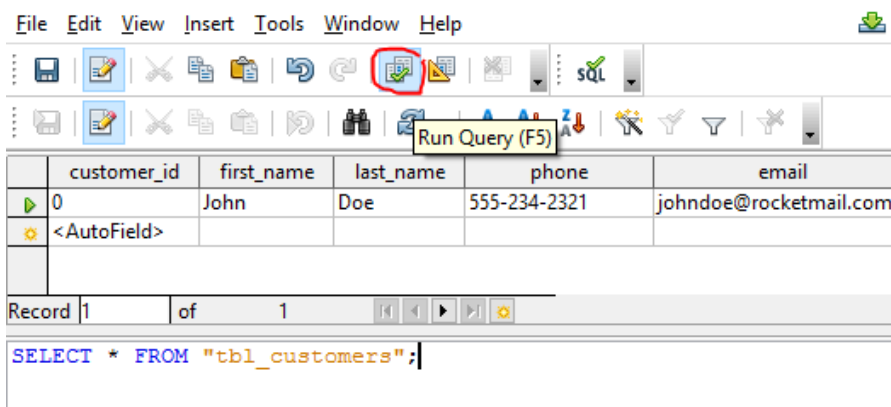 File Edit View Insert Tools Window Help
SQL
Run Query (F5)
customer_id first_name last_name phone email
0 John Doe 555-234-2321 johndoe@rocketmail.com
<AutoField>
Record 1 of 1
SELECT * FROM "tbl_customers";